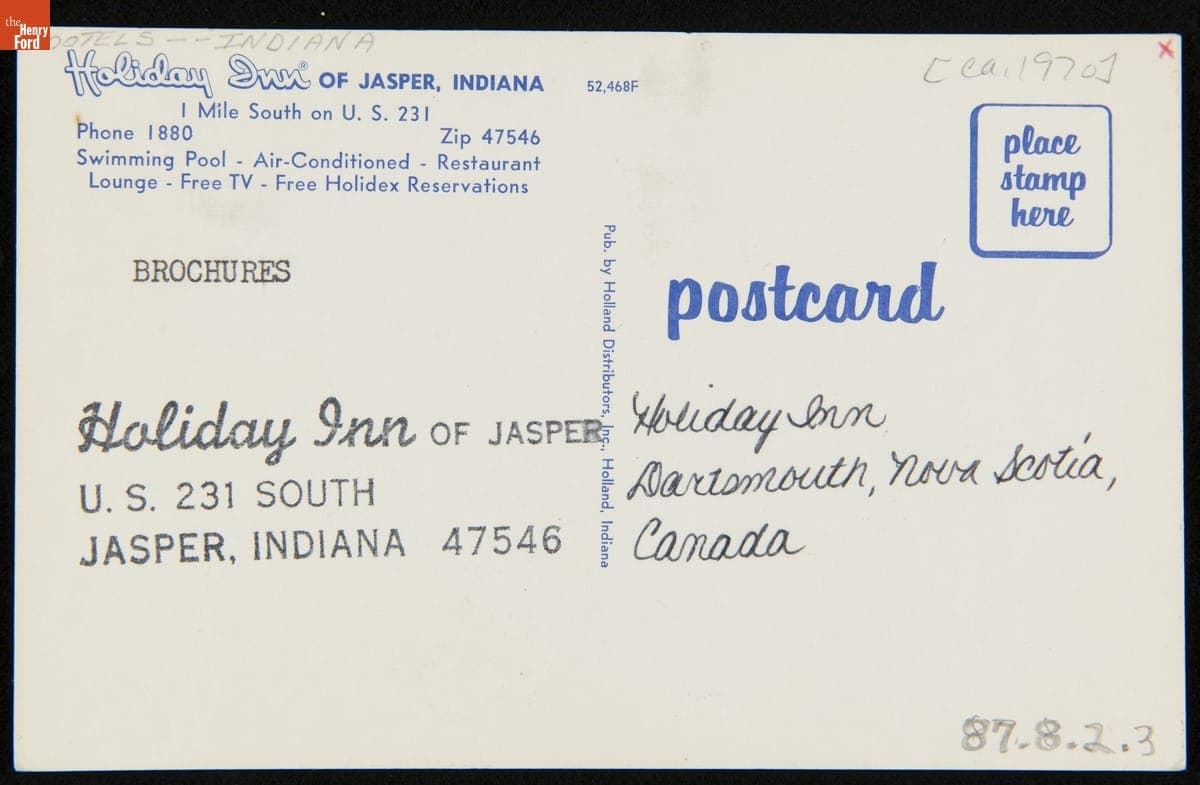 the
Henry
Ford
HOTELS -- INDIANA
Holiday Inn® OF JASPER, INDIANA
52,468F
1 Mile South on U. S. 231
Phone 1880 Zip 47546
Swimming Pool - Air-Conditioned - Restaurant
Lounge - Free TV - Free Holidex Reservations
[ca. 1970]
x
place
stamp
here
BROCHURES
postcard
Pub. by Holland Distributors, Inc., Holland, Indiana
Holiday Inn OF JASPER
U. S. 231 SOUTH
JASPER, INDIANA 47546
Holiday Inn
Dartsmouth, Nova Scotia,
Canada
87.8.2.3